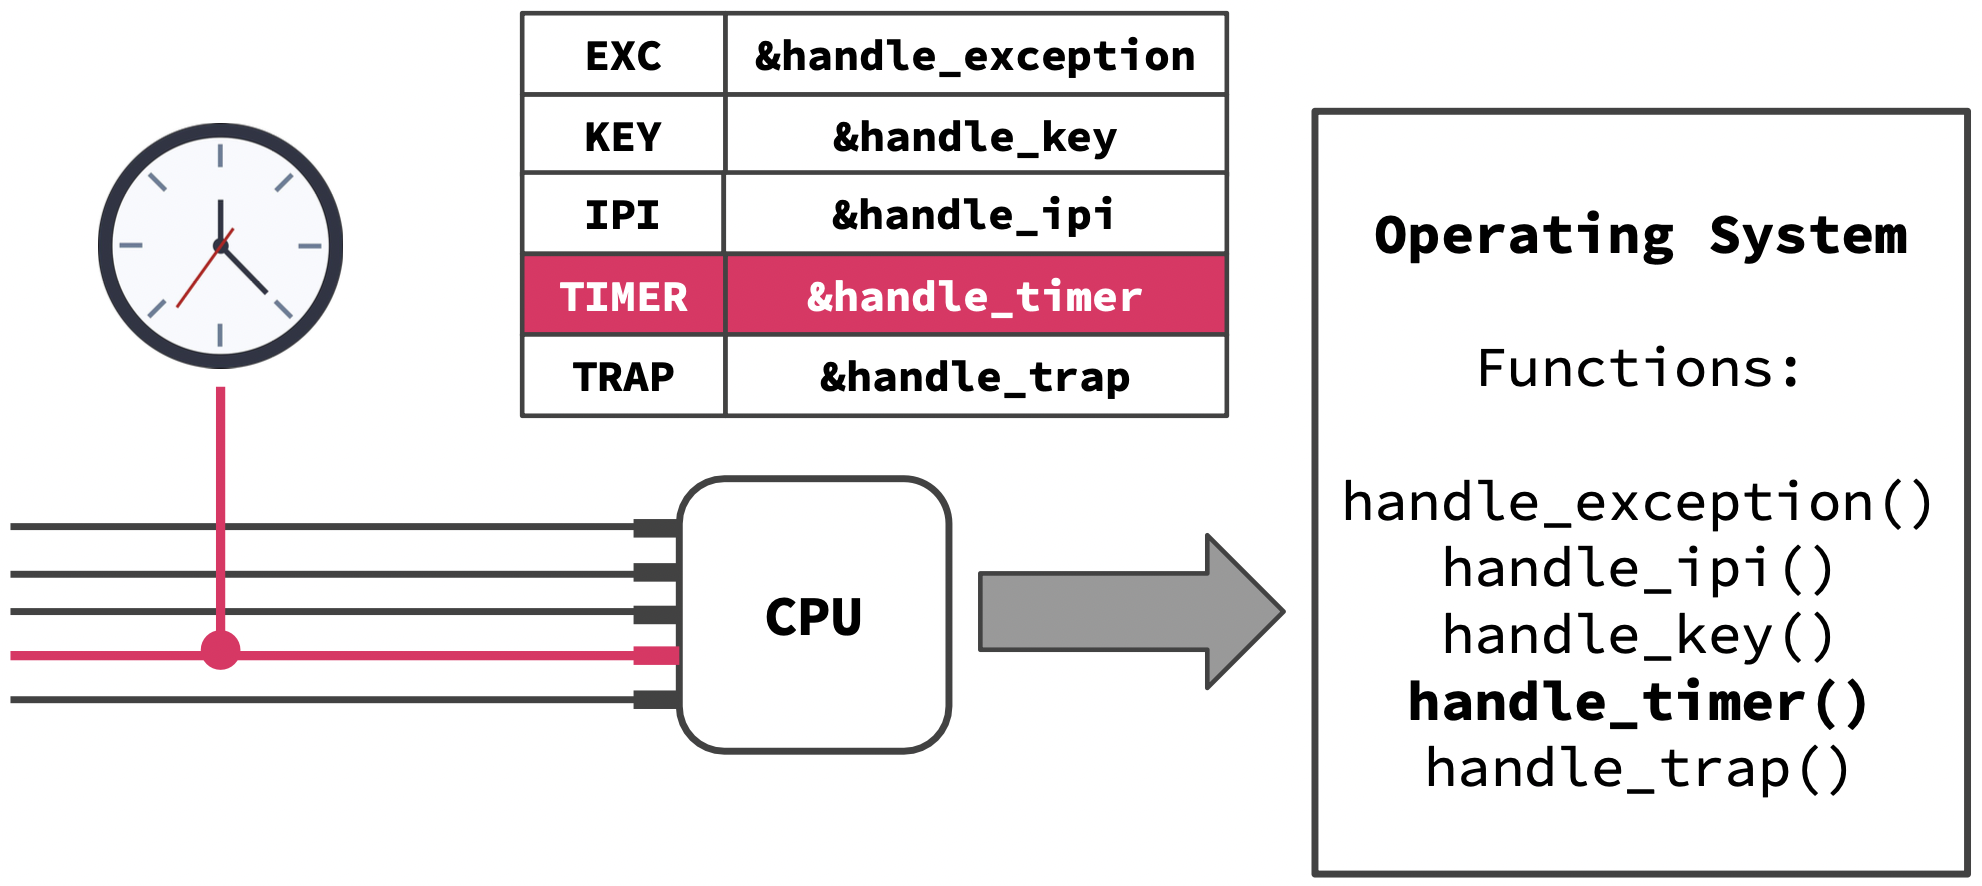 EXC &handle_exception
KEY &handle_key
IPI &handle_ipi
TIMER &handle_timer
TRAP &handle_trap
CPU
Operating System
Functions:
handle_exception()
handle_ipi()
handle_key()
handle_timer()
handle_trap()